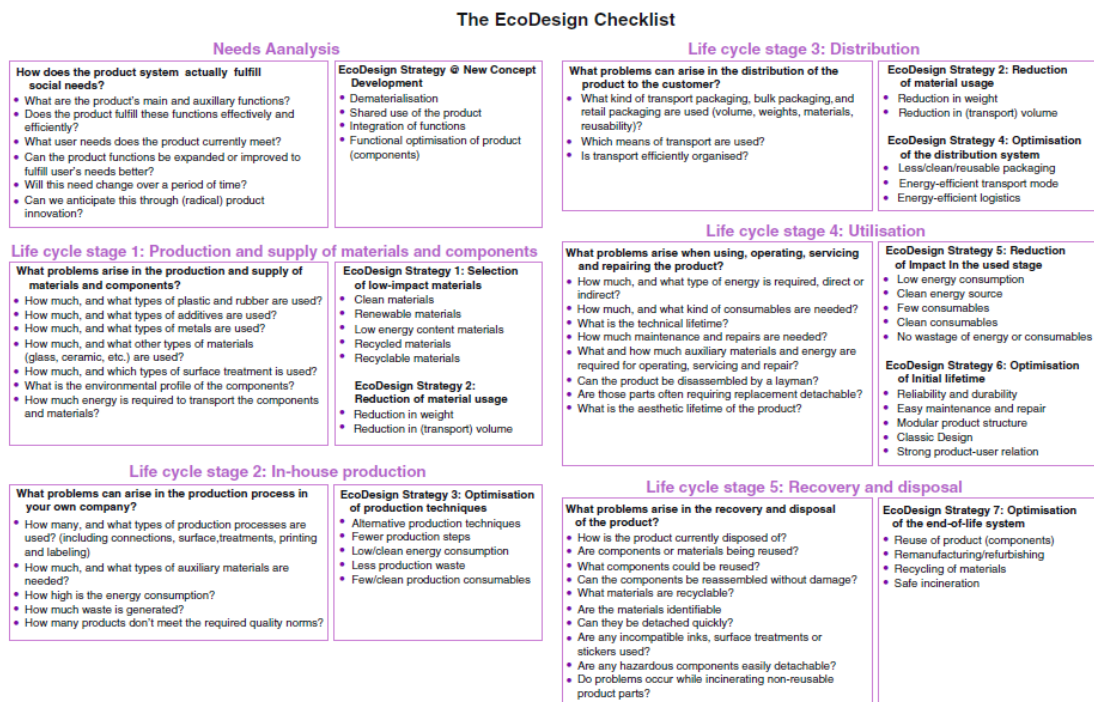 The EcoDesign Checklist
Needs Aanalysis
How does the product system actually fulfill
social needs?
• What are the product's main and auxillary functions?
• Does the product fulfill these functions effectively and
efficiently?
• What user needs does the product currently meet?
• Can the product functions be expanded or improved to
fulfill user's needs better?
• Will this need change over a period of time?
• Can we anticipate this through (radical) product
innovation?
EcoDesign Strategy @ New Concept
Development
• Dematerialisation
• Shared use of the product
• Integration of functions
• Functional optimisation of product
(components)
Life cycle stage 1: Production and supply of materials and components
What problems arise in the production and supply of
materials and components?
• How much, and what types of plastic and rubber are used?
• How much, and what types of additives are used?
• How much, and what types of metals are used?
• How much, and what other types of materials
(glass, ceramic, etc.) are used?
• How much, and which types of surface treatment is used?
• What is the environmental profile of the components?
• How much energy is required to transport the components
and materials?
EcoDesign Strategy 1: Selection
of low-impact materials
• Clean materials
• Renewable materials
• Low energy content materials
• Recycled materials
• Recyclable materials
EcoDesign Strategy 2:
Reduction of material usage
• Reduction in weight
• Reduction in (transport) volume
Life cycle stage 2: In-house production
What problems can arise in the production process in
your own company?
• How many, and what types of production processes are
used? (including connections, surface,treatments, printing
and labeling)
• How much, and what types of auxiliary materials are
needed?
• How high is the energy consumption?
• How much waste is generated?
• How many products don't meet the required quality norms?
EcoDesign Strategy 3: Optimisation
of production techniques
• Alternative production techniques
• Fewer production steps
• Low/clean energy consumption
• Less production waste
• Few/clean production consumables
Life cycle stage 3: Distribution
What problems can arise in the distribution of the
product to the customer?
• What kind of transport packaging, bulk packaging, and
retail packaging are used (volume, weights, materials,
reusability)?
• Which means of transport are used?
• Is transport efficiently organised?
EcoDesign Strategy 2: Reduction
of material usage
• Reduction in weight
• Reduction in (transport) volume
EcoDesign Strategy 4: Optimisation
of the distribution system
• Less/clean/reusable packaging
• Energy-efficient transport mode
• Energy-efficient logistics
Life cycle stage 4: Utilisation
What problems arise when using, operating, servicing
and repairing the product?
• How much, and what type of energy is required, direct or
indirect?
• How much, and what kind of consumables are needed?
• What is the technical lifetime?
• How much maintenance and repairs are needed?
• What and how much auxiliary materials and energy are
required for operating, servicing and repair?
• Can the product be disassembled by a layman?
• Are those parts often requiring replacement detachable?
• What is the aesthetic lifetime of the product?
EcoDesign Strategy 5: Reduction
of Impact In the used stage
• Low energy consumption
• Clean energy source
• Few consumables
• Clean consumables
• No wastage of energy or consumables
EcoDesign Strategy 6: Optimisation
of Initial lifetime
• Reliability and durability
• Easy maintenance and repair
• Modular product structure
• Classic Design
• Strong product-user relation
Life cycle stage 5: Recovery and disposal
What problems arise in the recovery and disposal
of the product?
• How is the product currently disposed of?
• Are components or materials being reused?
• What components could be reused?
• Can the components be reassembled without damage?
• What materials are recyclable?
• Are the materials identifiable
• Can they be detached quickly?
• Are any incompatible inks, surface treatments or
stickers used?
• Are any hazardous components easily detachable?
• Do problems occur while incinerating non-reusable
product parts?
EcoDesign Strategy 7: Optimisation
of the end-of-life system
• Reuse of product (components)
• Remanufacturing/refurbishing
• Recycling of materials
• Safe incineration